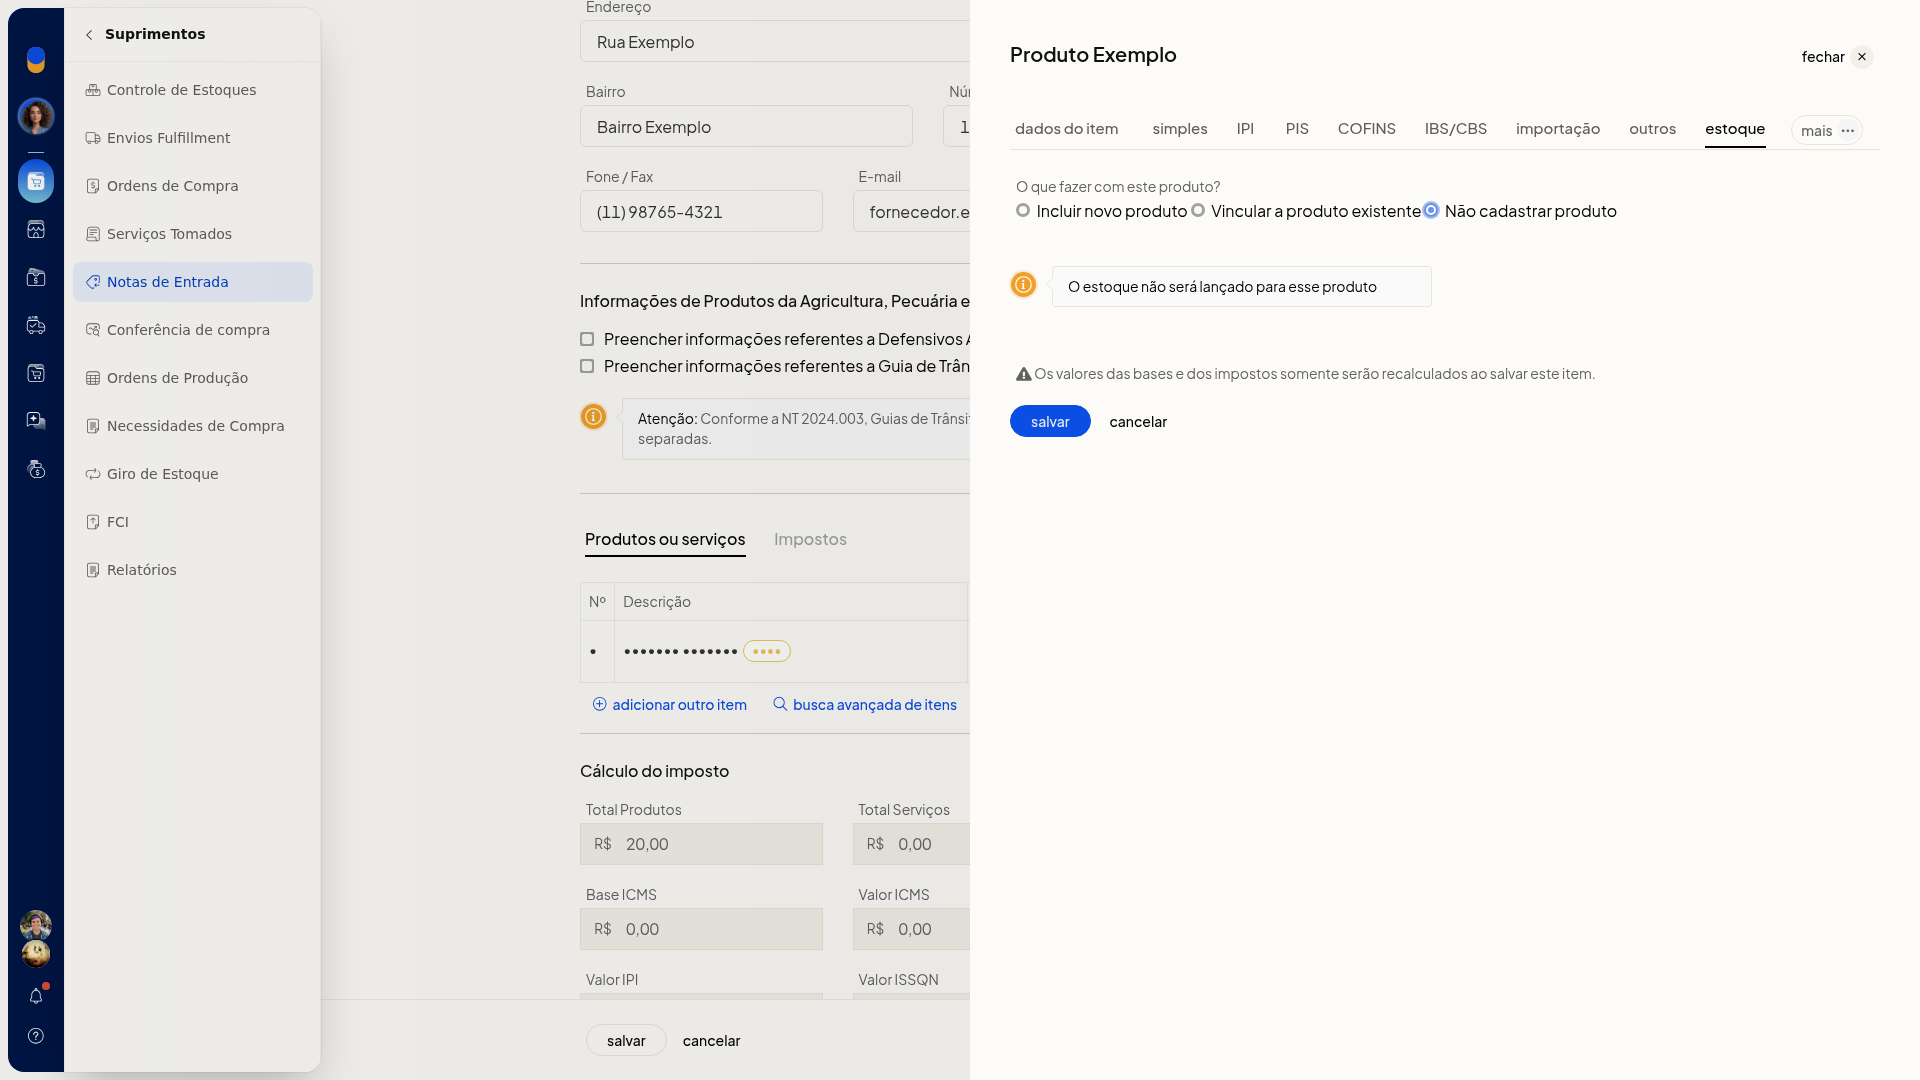 Suprimentos
Controle de Estoques
Envios Fulfillment
Ordens de Compra
Serviços Tomados
Notas de Entrada
Conferência de compra
Ordens de Produção
Necessidades de Compra
Giro de Estoque
FCI
Relatórios
Endereço
Rua Exemplo
Bairro
Bairro Exemplo
Fone / Fax
E-mail
(11) 98765-4321
fornecedor.e
Informações de Produtos da Agricultura, Pecuária e
Preencher informações referentes a Defensivos A
Preencher informações referentes a Guia de Trân
Atenção: Conforme a NT 2024.003, Guias de Trânsit
separadas.
Produtos ou serviços Impostos
Nº Descrição
• ••••••• ••••••• ••••
adicionar outro item busca avançada de itens
Cálculo do imposto
Total Produtos Total Serviços
R$ 20,00 R$ 0,00
Base ICMS Valor ICMS
R$ 0,00 R$ 0,00
Valor IPI Valor ISSQN
salvar cancelar
Produto Exemplo
fechar ×
dados do item simples IPI PIS COFINS IBS/CBS importação outros estoque mais ...
O que fazer com este produto?
Incluir novo produto Vincular a produto existente Não cadastrar produto
O estoque não será lançado para esse produto
Os valores das bases e dos impostos somente serão recalculados ao salvar este item.
salvar cancelar